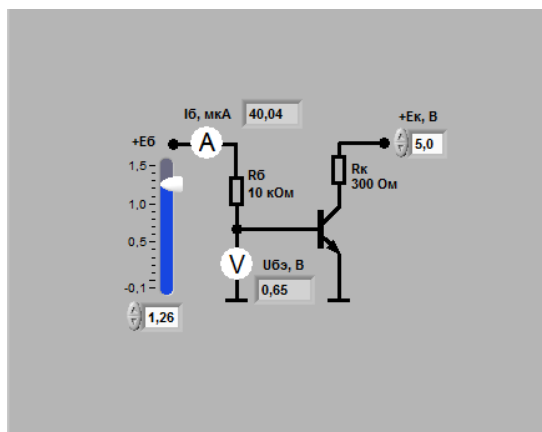 Iб, мкА 40,04
+Eк, В
+Eб
A
5,0
1,5
Rк
300 Ом
Rб
10 кОм
1,0
0,5
V
Uбэ, В
-0,1
0,65
1,26